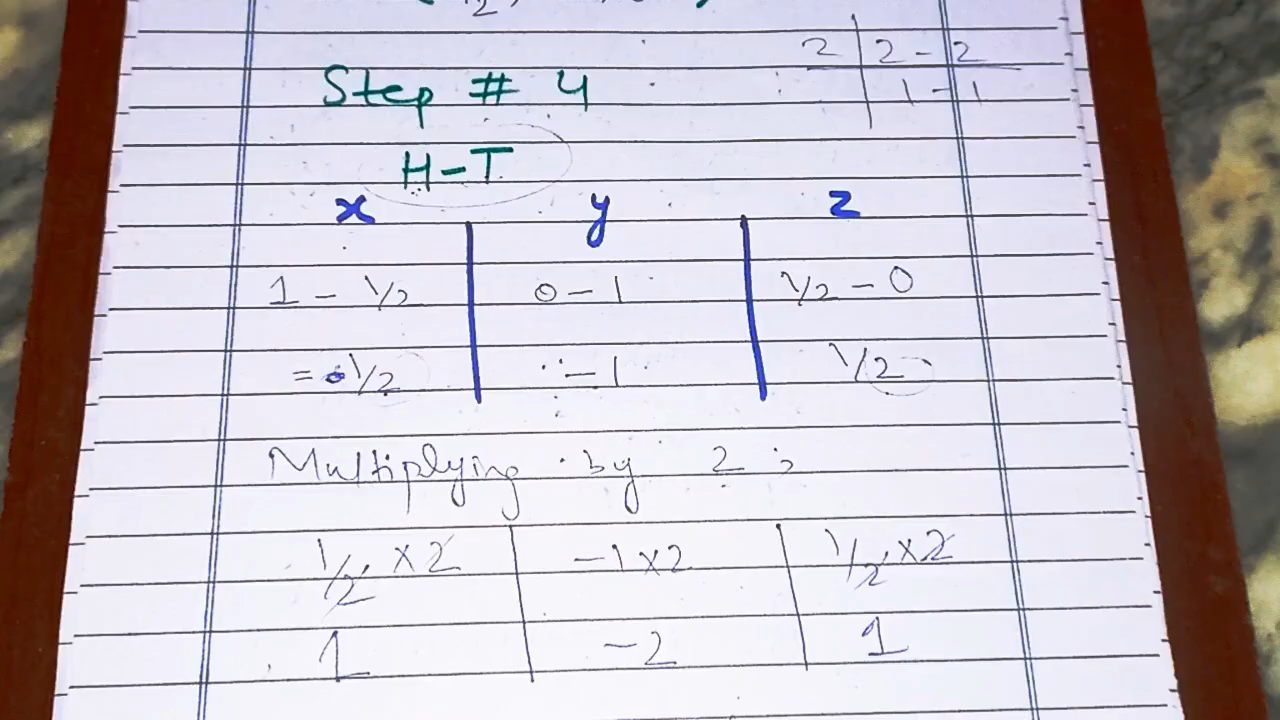 2 | 2 - 2
Step # 4
1 - 1
H-T
x | y | z
1 - 1/2 | 0 - 1 | 1/2 - 0
= 1/2 | -1 | 1/2
Multiplying by 2 :
1/2 × 2 | -1 × 2 | 1/2 × 2
1 | -2 | 1